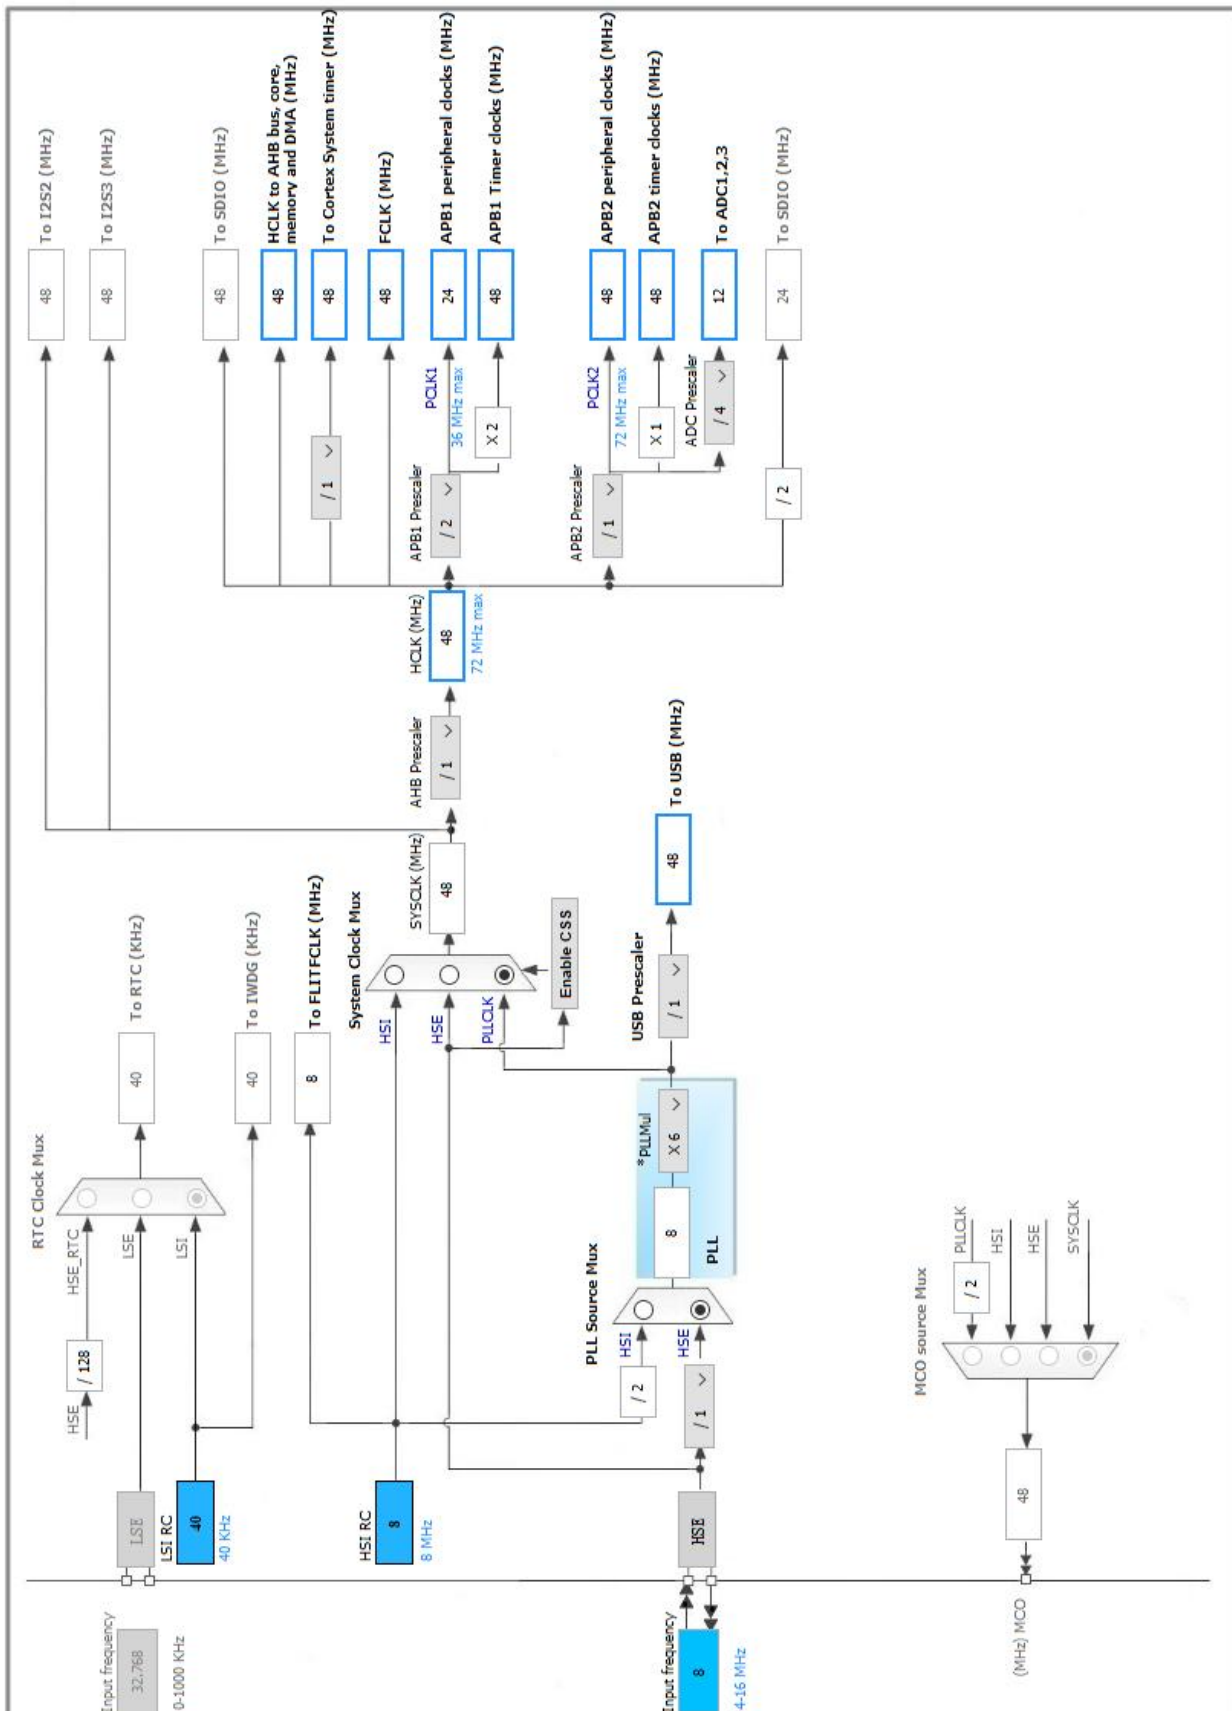 Input frequency
32.768
0-1000 KHz
LSE
LSI RC
40
40 KHz
HSE
/ 128
HSE_RTC
LSE
LSI
RTC Clock Mux
40
To RTC (KHz)
40
To IWDG (KHz)
8
To FLITFCLK (MHz)
HSI RC
8
8 MHz
Input frequency
8
4-16 MHz
HSE
/ 1
/ 2
HSI
HSE
PLL Source Mux
8
*PLLMul
X 6
PLL
System Clock Mux
HSI
HSE
PLLCLK
Enable CSS
USB Prescaler
/ 1
48
To USB (MHz)
SYSCLK (MHz)
48
AHB Prescaler
/ 1
HCLK (MHz)
48
72 MHz max
48
To I2S2 (MHz)
48
To I2S3 (MHz)
48
To SDIO (MHz)
48
HCLK to AHB bus, core,
memory and DMA (MHz)
/ 1
48
To Cortex System timer (MHz)
48
FCLK (MHz)
APB1 Prescaler
/ 2
PCLK1
36 MHz max
24
APB1 peripheral clocks (MHz)
X 2
48
APB1 Timer clocks (MHz)
APB2 Prescaler
/ 1
PCLK2
72 MHz max
48
APB2 peripheral clocks (MHz)
X 1
48
APB2 timer clocks (MHz)
ADC Prescaler
/ 4
12
To ADC1,2,3
/ 2
24
To SDIO (MHz)
MCO source Mux
PLLCLK
/ 2
HSI
HSE
SYSCLK
48
(MHz) MCO